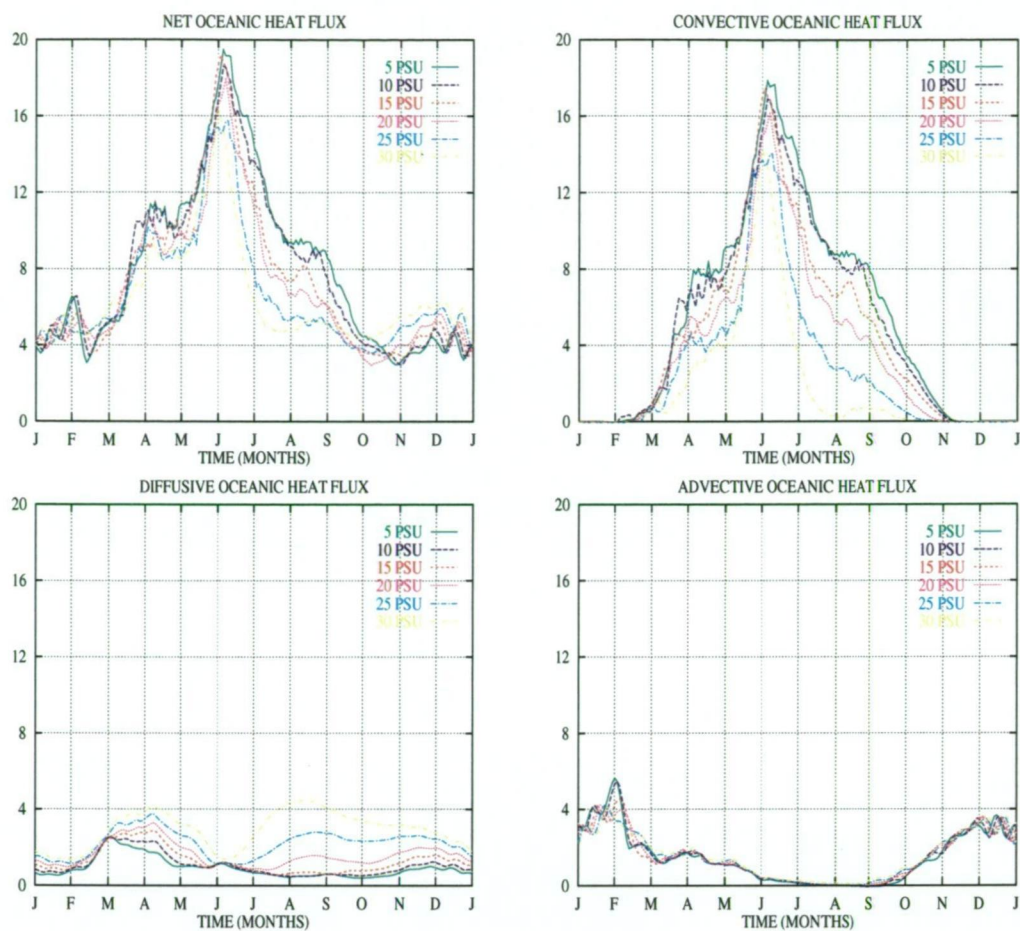 NET OCEANIC HEAT FLUX
20
16
12
8
4
0
5 PSU
10 PSU
15 PSU
20 PSU
25 PSU
30 PSU
J F M A M J J A S O N D J
TIME (MONTHS)
CONVECTIVE OCEANIC HEAT FLUX
20
16
12
8
4
0
5 PSU
10 PSU
15 PSU
20 PSU
25 PSU
30 PSU
J F M A M J J A S O N D J
TIME (MONTHS)
DIFFUSIVE OCEANIC HEAT FLUX
20
16
12
8
4
0
5 PSU
10 PSU
15 PSU
20 PSU
25 PSU
30 PSU
J F M A M J J A S O N D J
TIME (MONTHS)
ADVECTIVE OCEANIC HEAT FLUX
20
16
12
8
4
0
5 PSU
10 PSU
15 PSU
20 PSU
25 PSU
30 PSU
J F M A M J J A S O N D J
TIME (MONTHS)